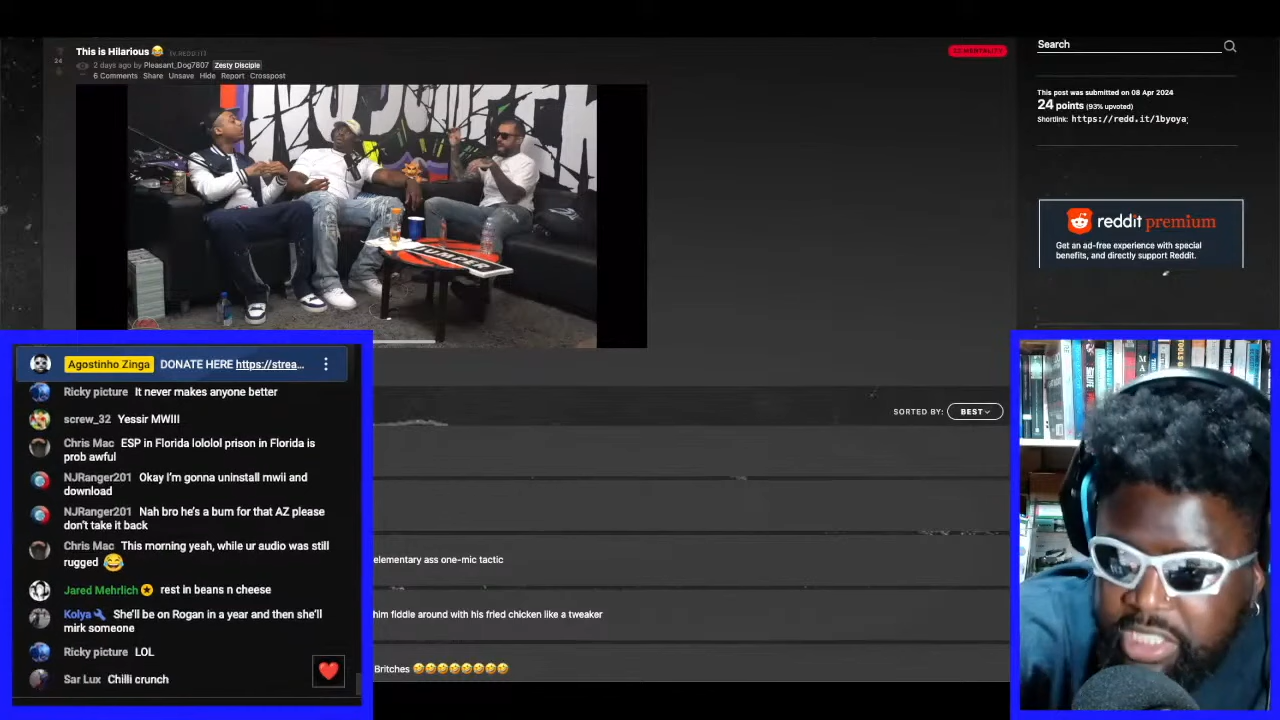 This is Hilarious 😂 (V.REDD.IT)
24
2 days ago by Pleasant_Dog7807 Zesty Disciple
6 Comments Share Unsave Hide Report Crosspost
NO JUMPER
JUMPER
Search
This post was submitted on 08 Apr 2024
24 points (93% upvoted)
Shortlink: https://redd.it/1byoya
reddit premium
Get an ad-free experience with special
benefits, and directly support Reddit.
SORTED BY: BEST
elementary ass one-mic tactic
him fiddle around with his fried chicken like a tweaker
Britches 🤣🤣🤣🤣🤣🤣🤣🤣
Agostinho Zinga DONATE HERE https://strea...
Ricky picture It never makes anyone better
screw_32 Yessir MWIII
Chris Mac ESP in Florida lololol prison in Florida is
prob awful
NJRanger201 Okay I'm gonna uninstall mwii and
download
NJRanger201 Nah bro he's a bum for that AZ please
don't take it back
Chris Mac This morning yeah, while ur audio was still
rugged 😂
Jared Mehrlich rest in beans n cheese
Kolya She'll be on Rogan in a year and then she'll
mirk someone
Ricky picture LOL
Sar Lux Chilli crunch